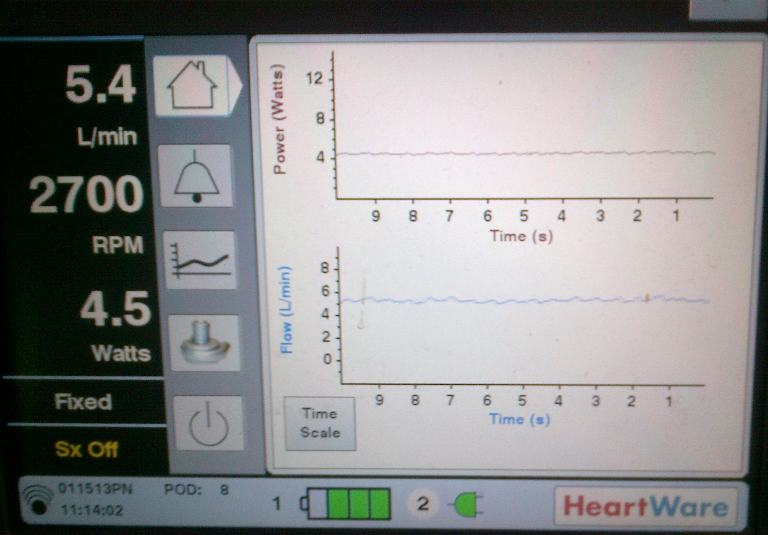 5.4
L/min
2700
RPM
4.5
Watts
Fixed
Sx Off
Power (Watts)
12
8
4
9 8 7 6 5 4 3 2 1
Time (s)
Flow (L/min)
8
6
4
2
0
9 8 7 6 5 4 3 2 1
Time (s)
Time
Scale
011513PN POD: 8
11:14:02
1 2
HeartWare